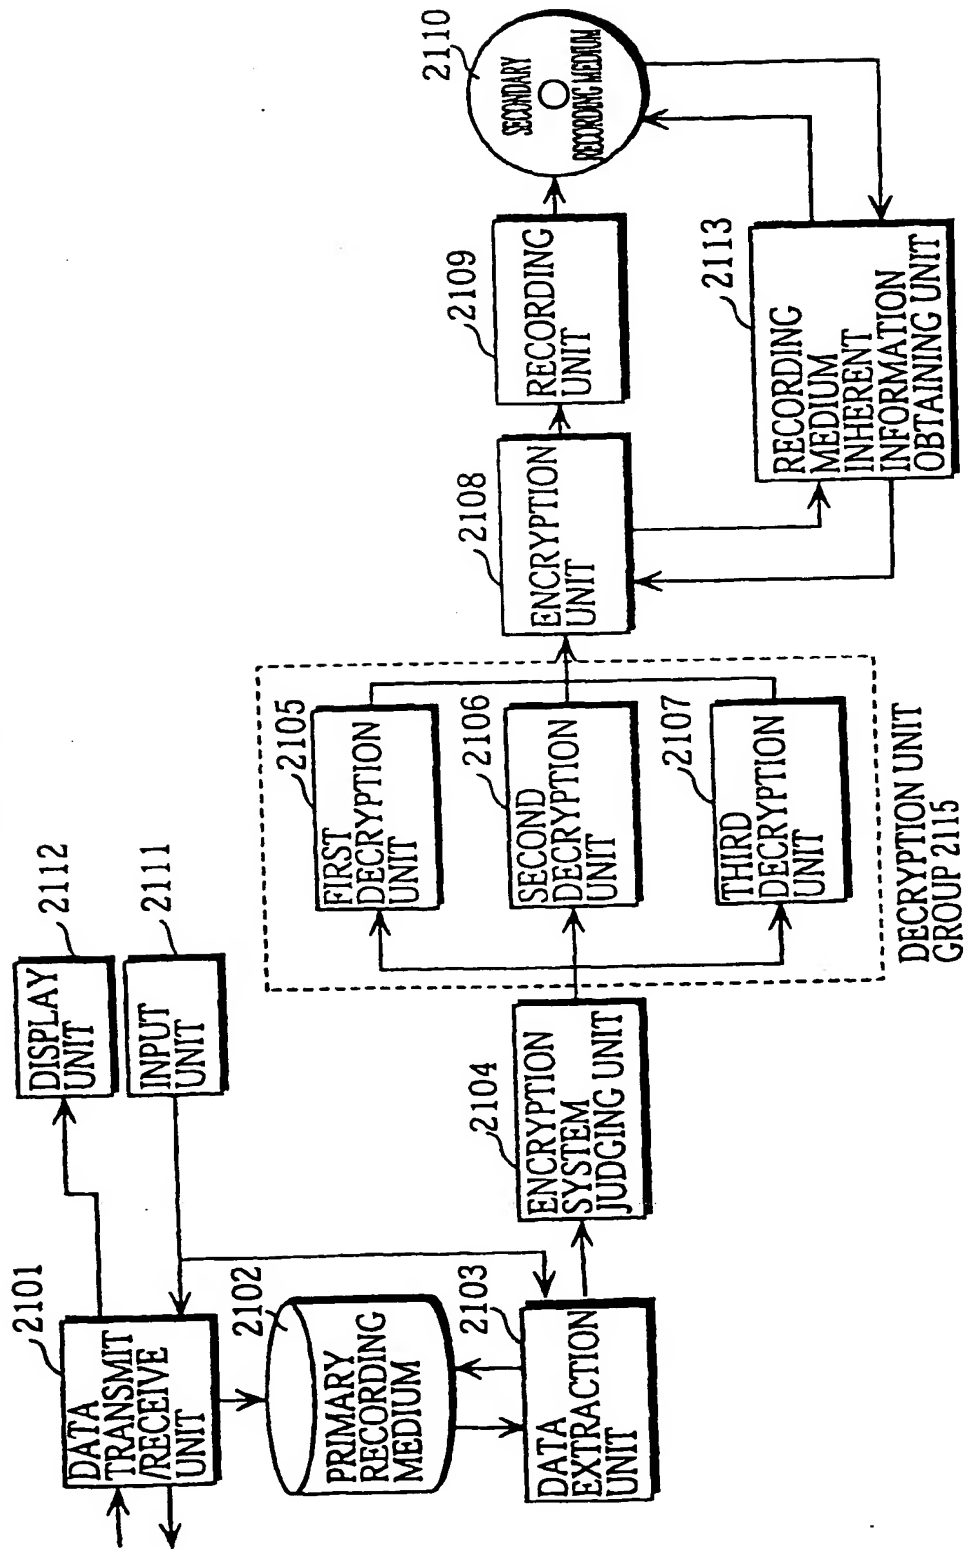 DATA
TRANSMIT
/RECEIVE
UNIT
2101
DISPLAY
UNIT
2112
INPUT
UNIT
2111
PRIMARY
RECORDING
MEDIUM
2102
DATA
EXTRACTION
UNIT
2103
ENCRYPTION
SYSTEM
JUDGING UNIT
2104
FIRST
DECRYPTION
UNIT
2105
SECOND
DECRYPTION
UNIT
2106
THIRD
DECRYPTION
UNIT
2107
DECRYPTION UNIT
GROUP 2115
ENCRYPTION
UNIT
2108
RECORDING
UNIT
2109
SECONDARY
RECORDING MEDIUM
2110
RECORDING
MEDIUM
INHERENT
INFORMATION
OBTAINING UNIT
2113